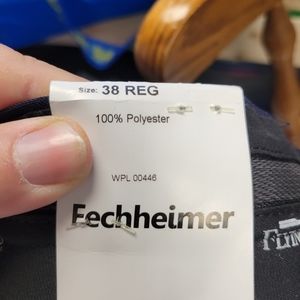 Size: 38 REG
100% Polyester
WPL 00446
Fechheimer